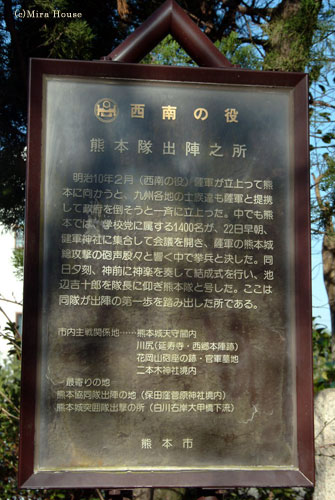 (c)Mira House
西南の役
熊本隊出陣之所
明治10年2月(西南の役)薩軍が立上って熊
本に向かうと、九州各地の士族達も薩軍と提携
して政府を倒そうと一斉に立った。中でも熊
本では、学校党に属する1400名が、22日早朝、
健軍神社に集合して会議を開き、薩軍の熊本城
総攻撃の砲声殷々と響く中で挙兵と決した。同
日夕刻、神前に神楽を奏して結成式を行い、池
辺吉十郎を隊長に仰ぎ熊本隊と号した。ここは
同隊が出陣の第一歩を踏み出した所である。
市内主戦関係地……熊本城天守閣内
川尻(延寿寺・西郷本陣跡)
花岡山砲座の跡・官軍墓地
二本木神社境内
最寄りの地
熊本協同隊出陣の地(保田窪菅原神社境内)
熊本城突囲隊出撃の所(白川右岸大甲橋下流)
熊本市